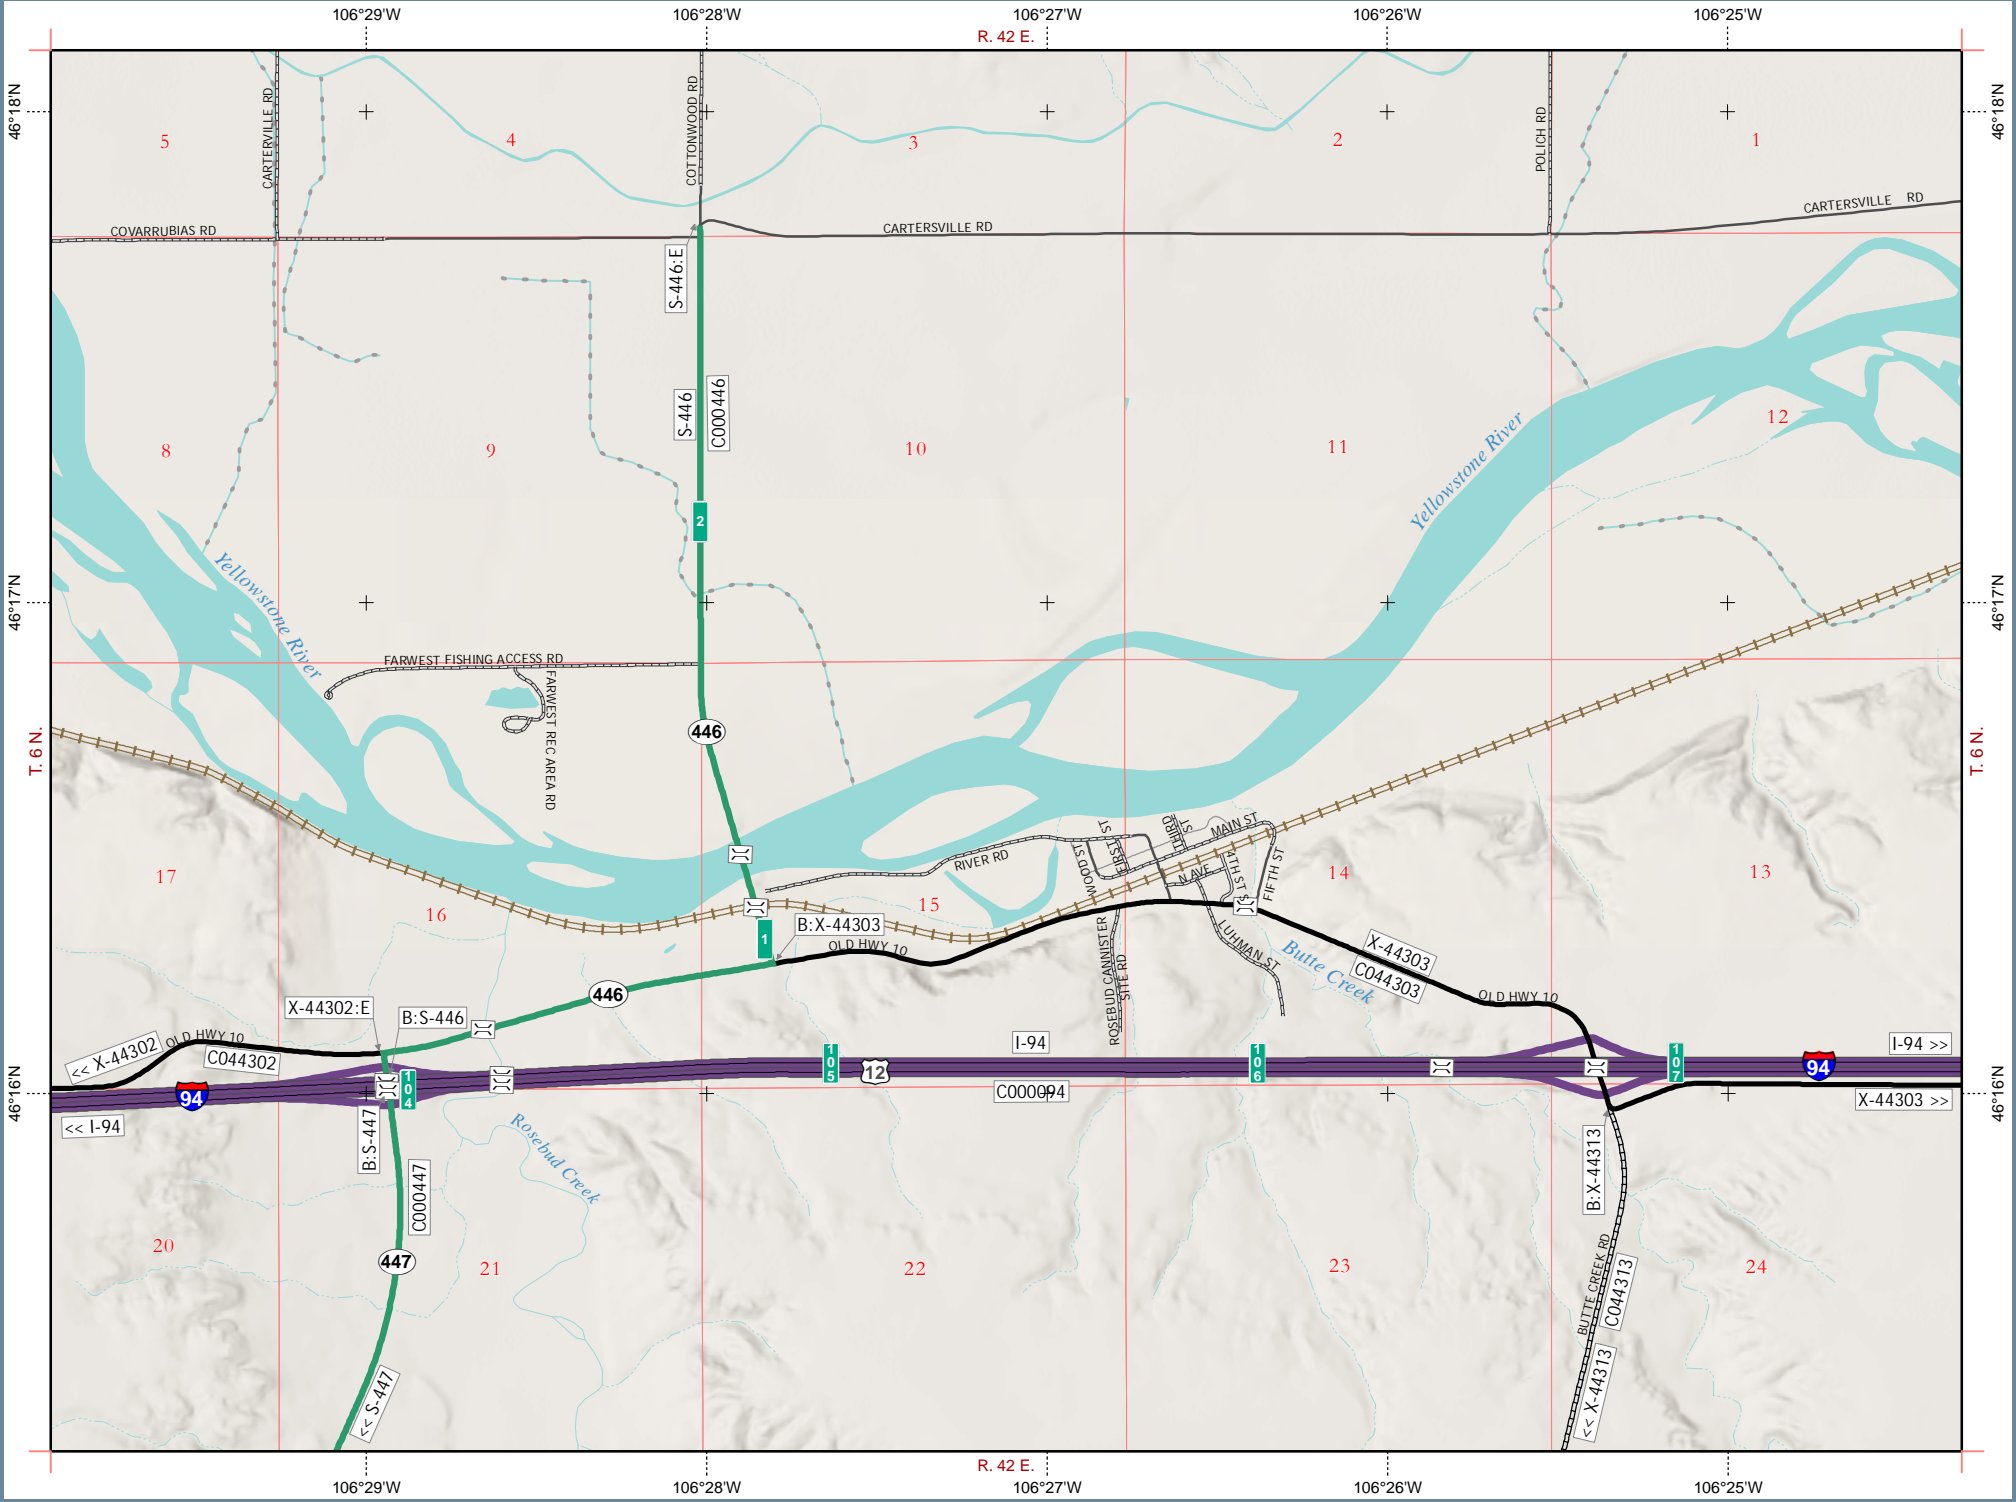 106°29'W
106°28'W
106°27'W
106°26'W
106°25'W
R. 42 E.
46°18'N
46°18'N
CARTERVILLE RD
COTTONWOOD RD
POLICH RD
5
4
3
2
1
COVARRUBIAS RD
CARTERSVILLE RD
CARTERSVILLE RD
S-446:E
S-446
C000446
8
9
10
11
12
2
Yellowstone River
Yellowstone River
46°17'N
46°17'N
FARWEST FISHING ACCESS RD
FARWEST REC AREA RD
446
T. 6 N.
T. 6 N.
17
16
15
14
13
RIVER RD
WOOD ST
FIRST
ST
THIRD
ST
MAIN ST
N AVE
4TH ST S
FIFTH ST
LUHMAN ST
ROSEBUD CANNISTER
SITE RD
1
B:X-44303
OLD HWY 10
Butte Creek
X-44303
C044303
OLD HWY 10
446
X-44302:E
B:S-446
<< X-44302
OLD HWY 10
C044302
94
<< I-94
104
105
12
I-94
C000094
106
107
94
I-94 >>
X-44303 >>
46°16'N
46°16'N
B:S-447
C000447
447
<< S-447
Rosebud Creek
B:X-44313
BUTTE CREEK RD
C044313
<< X-44313
20
21
22
23
24
R. 42 E.
106°29'W
106°28'W
106°27'W
106°26'W
106°25'W